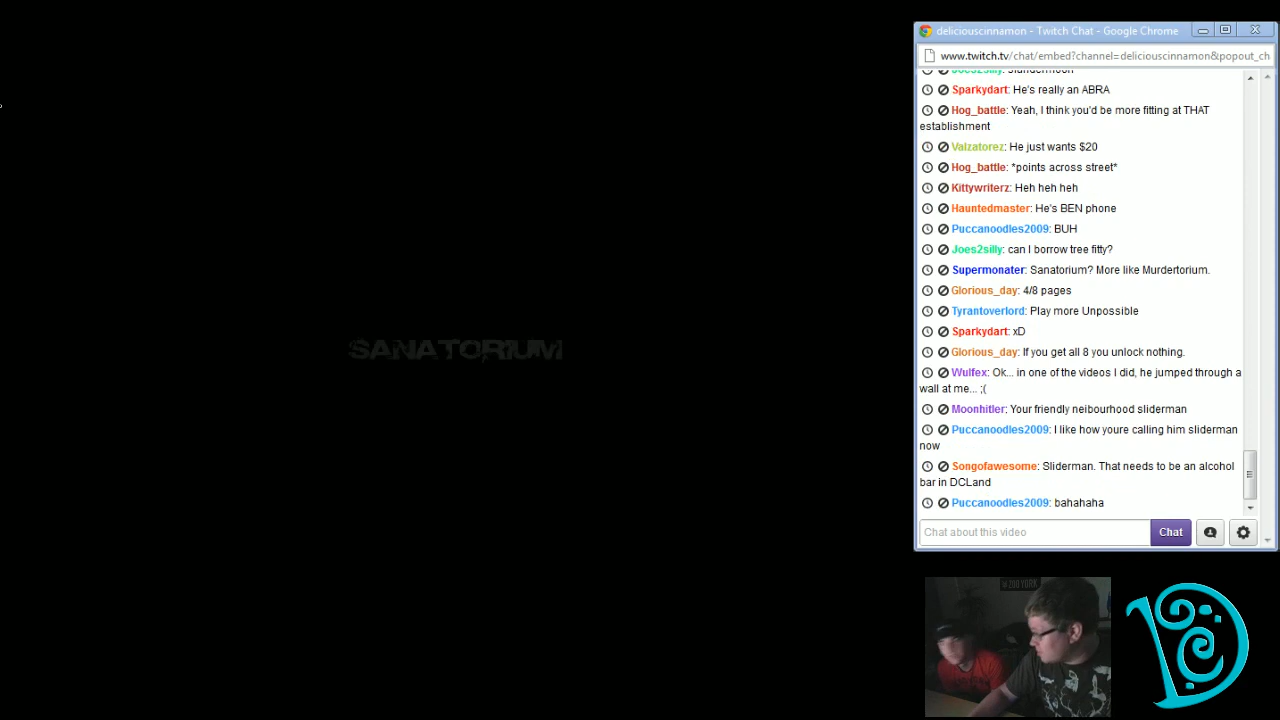 deliciouscinnamon - Twitch Chat - Google Chrome
www.twitch.tv/chat/embed?channel=deliciouscinnamon&popout_ch
Joes2silly: Slandermoon
Sparkydart: He's really an ABRA
Hog_battle: Yeah, I think you'd be more fitting at THAT
establishment
Valzatorez: He just wants $20
Hog_battle: *points across street*
Kittywriterz: Heh heh heh
Hauntedmaster: He's BEN phone
Puccanoodles2009: BUH
Joes2silly: can I borrow tree fitty?
Supermonater: Sanatorium? More like Murdertorium.
Glorious_day: 4/8 pages
Tyrantoverlord: Play more Unpossible
Sparkydart: xD
Glorious_day: If you get all 8 you unlock nothing.
Wulfex: Ok... in one of the videos I did, he jumped through a
wall at me... ;(
Moonhitler: Your friendly neibourhood sliderman
Puccanoodles2009: I like how youre calling him sliderman
now
Songofawesome: Sliderman. That needs to be an alcohol
bar in DCLand
Puccanoodles2009: bahahaha
Chat about this video
Chat
SANATORIUM
ZOO YORK